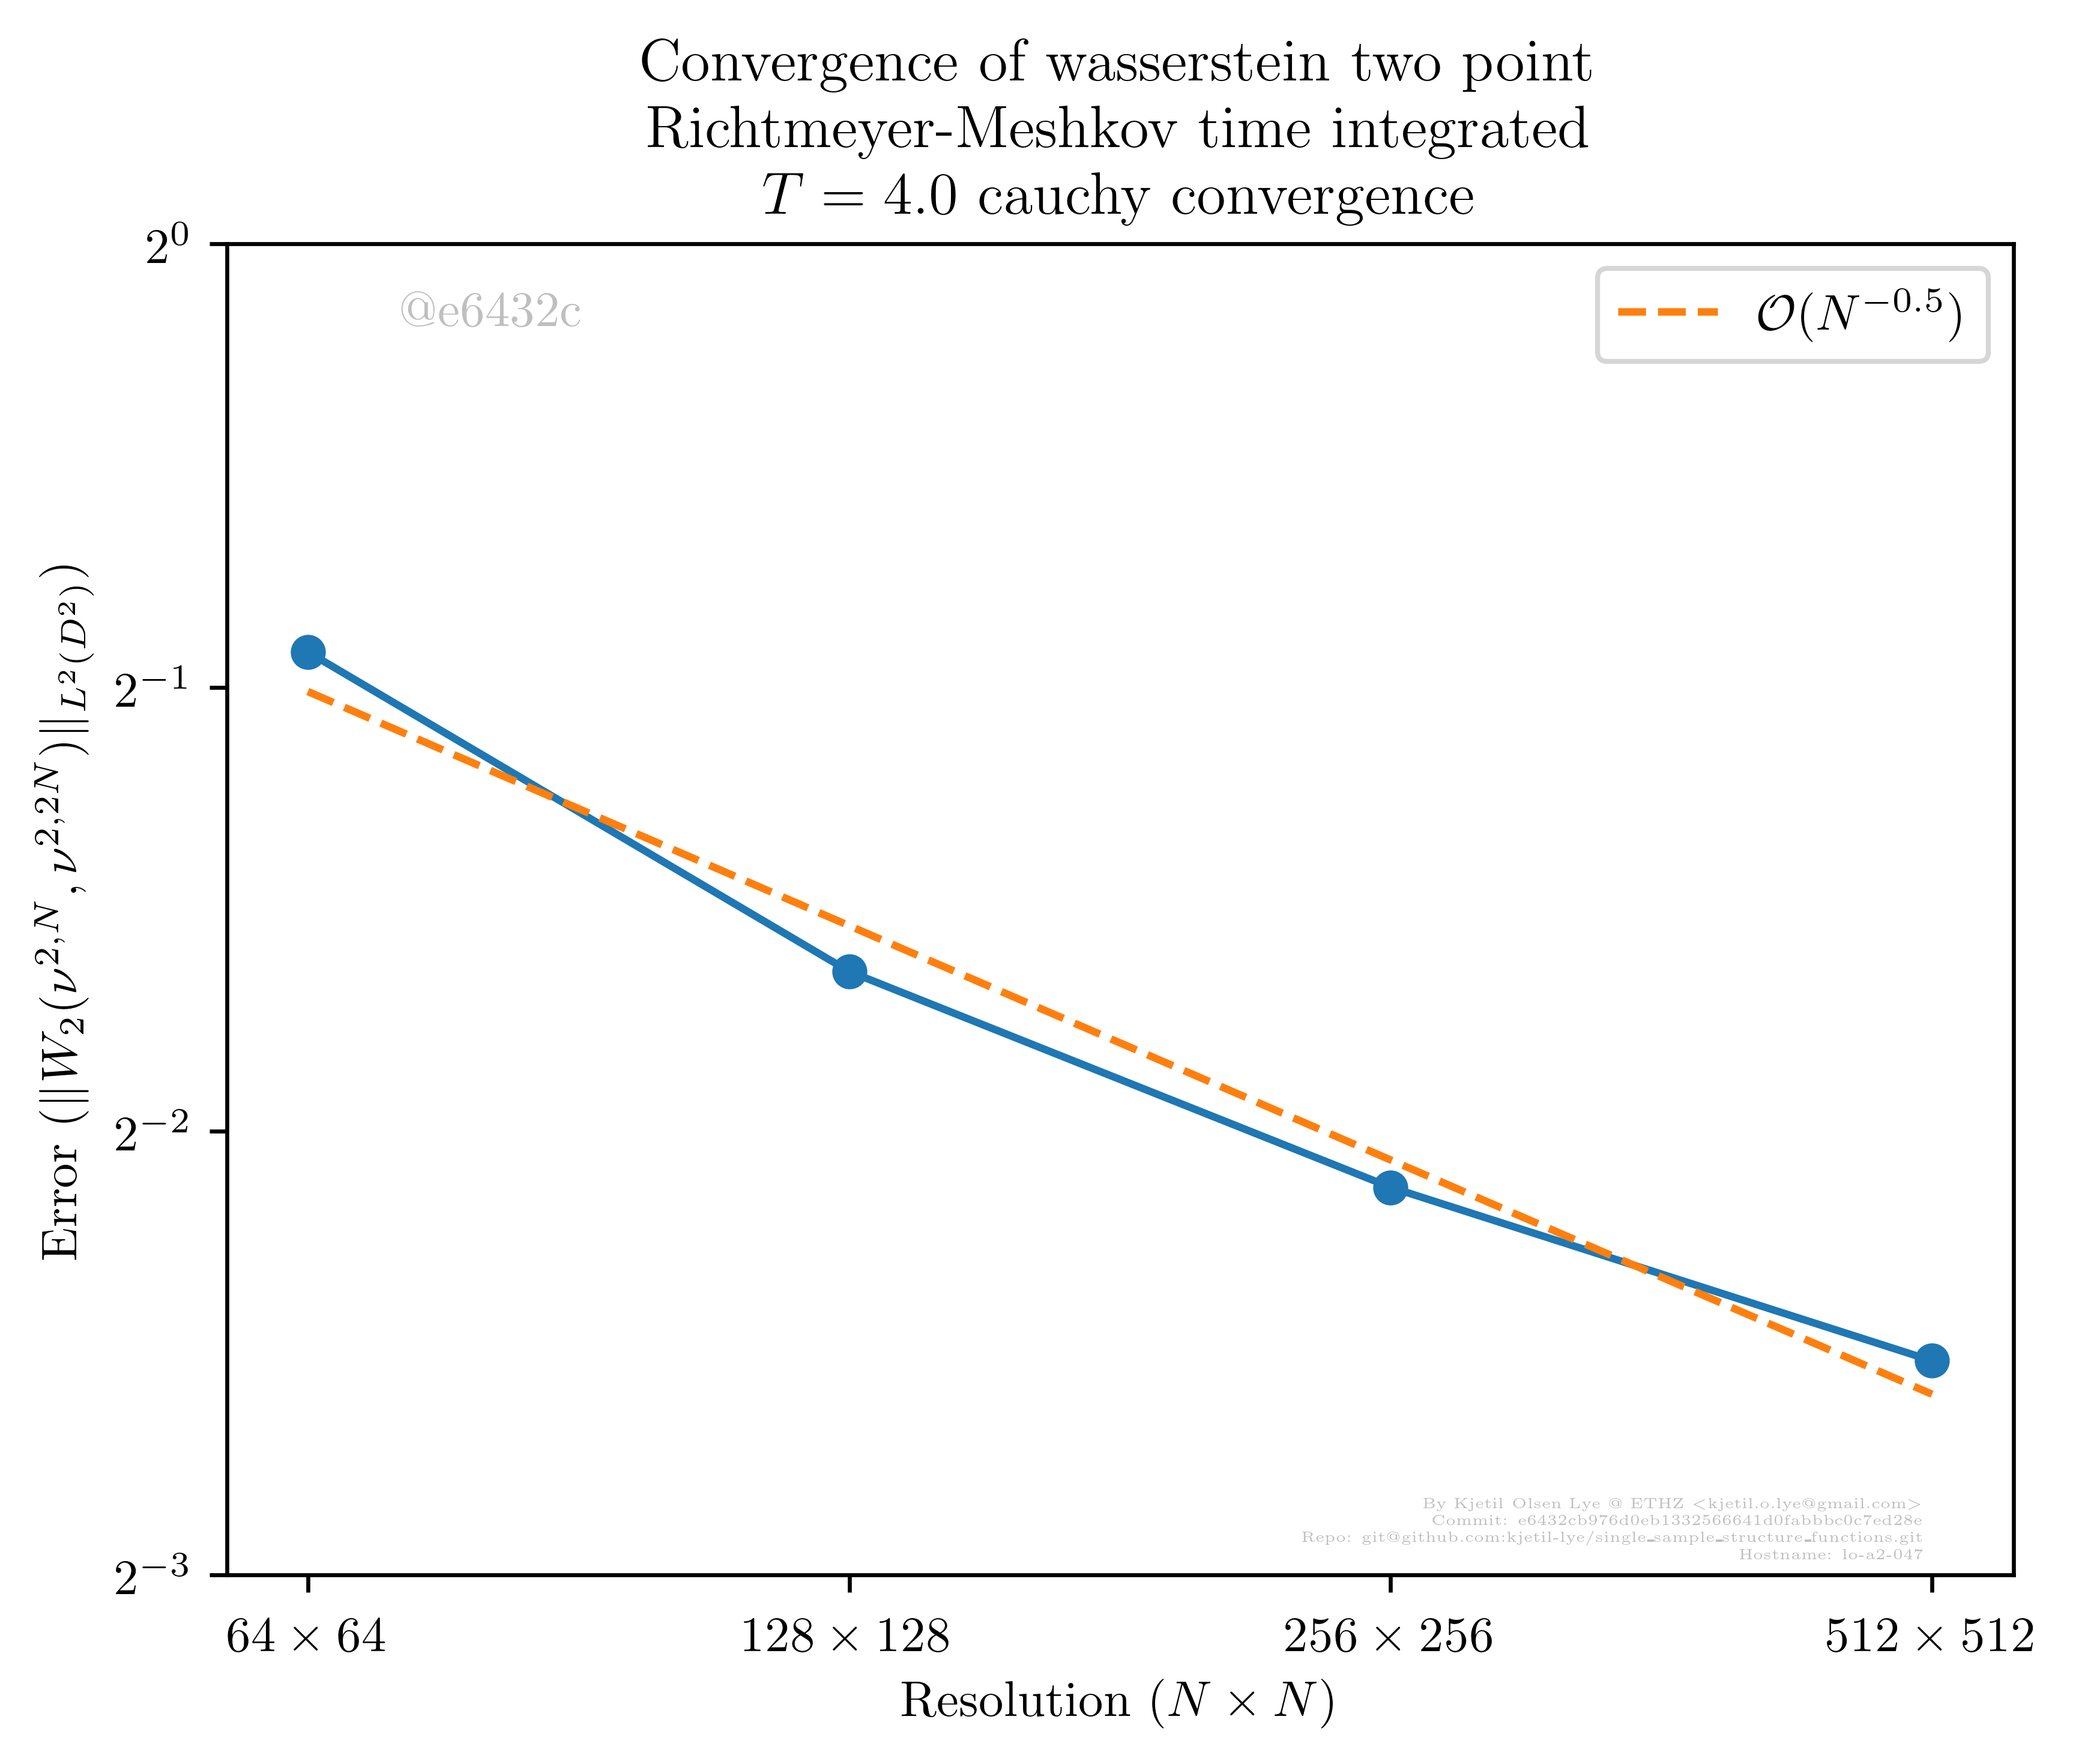 Convergence of wasserstein two point
Richtmeyer-Meshkov time integrated
T = 4.0 cauchy convergence
2^0
@e6432c
O(N^{-0.5})
2^{-1}
Error (||W_2(ν^{2,N}, ν^{2,2N})||_{L^2(D^2)})
2^{-2}
By Kjetil Olsen Lye @ ETHZ <kjetil.o.lye@gmail.com>
Commit: e6432cb976d0eb1332566641d0fabbbc0c7ed28e
Repo: git@github.com:kjetil-lye/single_sample_structure_functions.git
Hostname: lo-a2-047
2^{-3}
64 × 64 128 × 128 256 × 256 512 × 512
Resolution (N × N)